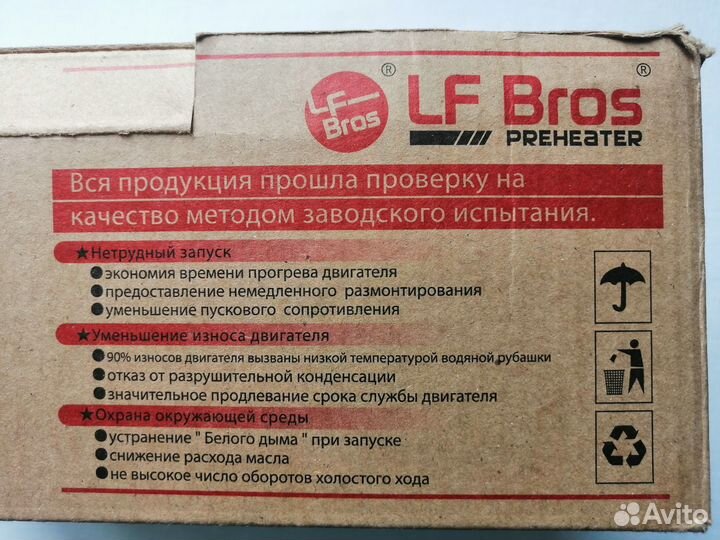 LF
Bros
®
LF Bros ®
PREHEATER
Вся продукция прошла проверку на
качество методом заводского испытания.
★Нетрудный запуск
●экономия времени прогрева двигателя
●предоставление немедленного размонтирования
●уменьшение пускового сопротивления
★Уменьшение износа двигателя
●90% износов двигателя вызваны низкой температурой водяной рубашки
●отказ от разрушительной конденсации
●значительное продлевание срока службы двигателя
★Охрана окружающей среды
●устранение " Белого дыма " при запуске
●снижение расхода масла
●не высокое число оборотов холостого хода
Avito